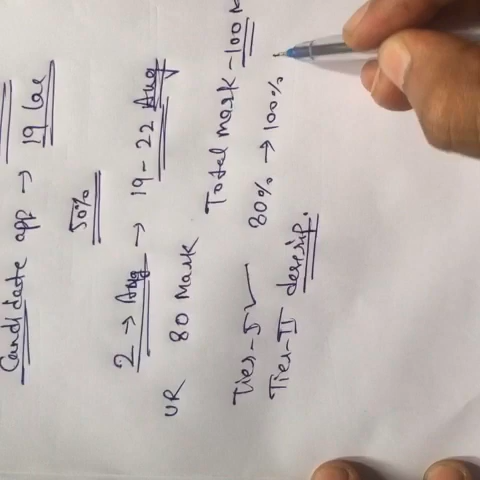 Candidate app → 19 lac
50%
2 → Aug → 19 - 22 Aug
UR 80 Mark Total mark - 100 M
Tier - I ✓ 80% → 100%
Tier - II descrip.